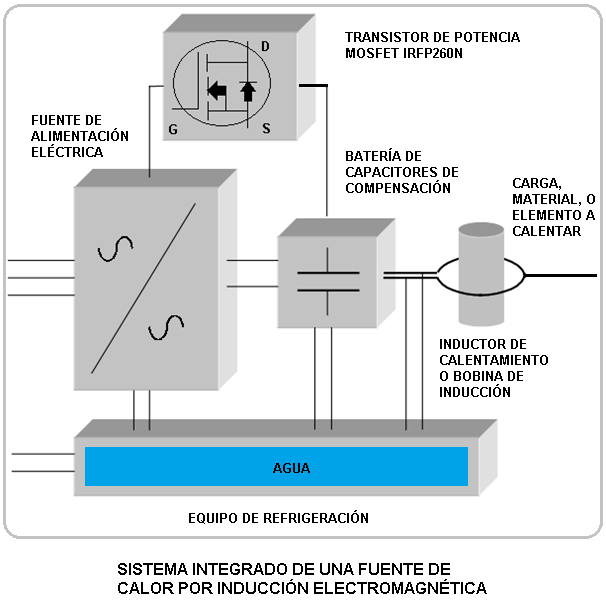 TRANSISTOR DE POTENCIA
MOSFET IRFP260N
D
G
S
FUENTE DE
ALIMENTACIÓN
ELÉCTRICA
BATERÍA DE
CAPACITORES DE
COMPENSACIÓN
CARGA,
MATERIAL, O
ELEMENTO A
CALENTAR
INDUCTOR DE
CALENTAMIENTO
O BOBINA DE
INDUCCIÓN
AGUA
EQUIPO DE REFRIGERACIÓN
SISTEMA INTEGRADO DE UNA FUENTE DE
CALOR POR INDUCCIÓN ELECTROMAGNÉTICA